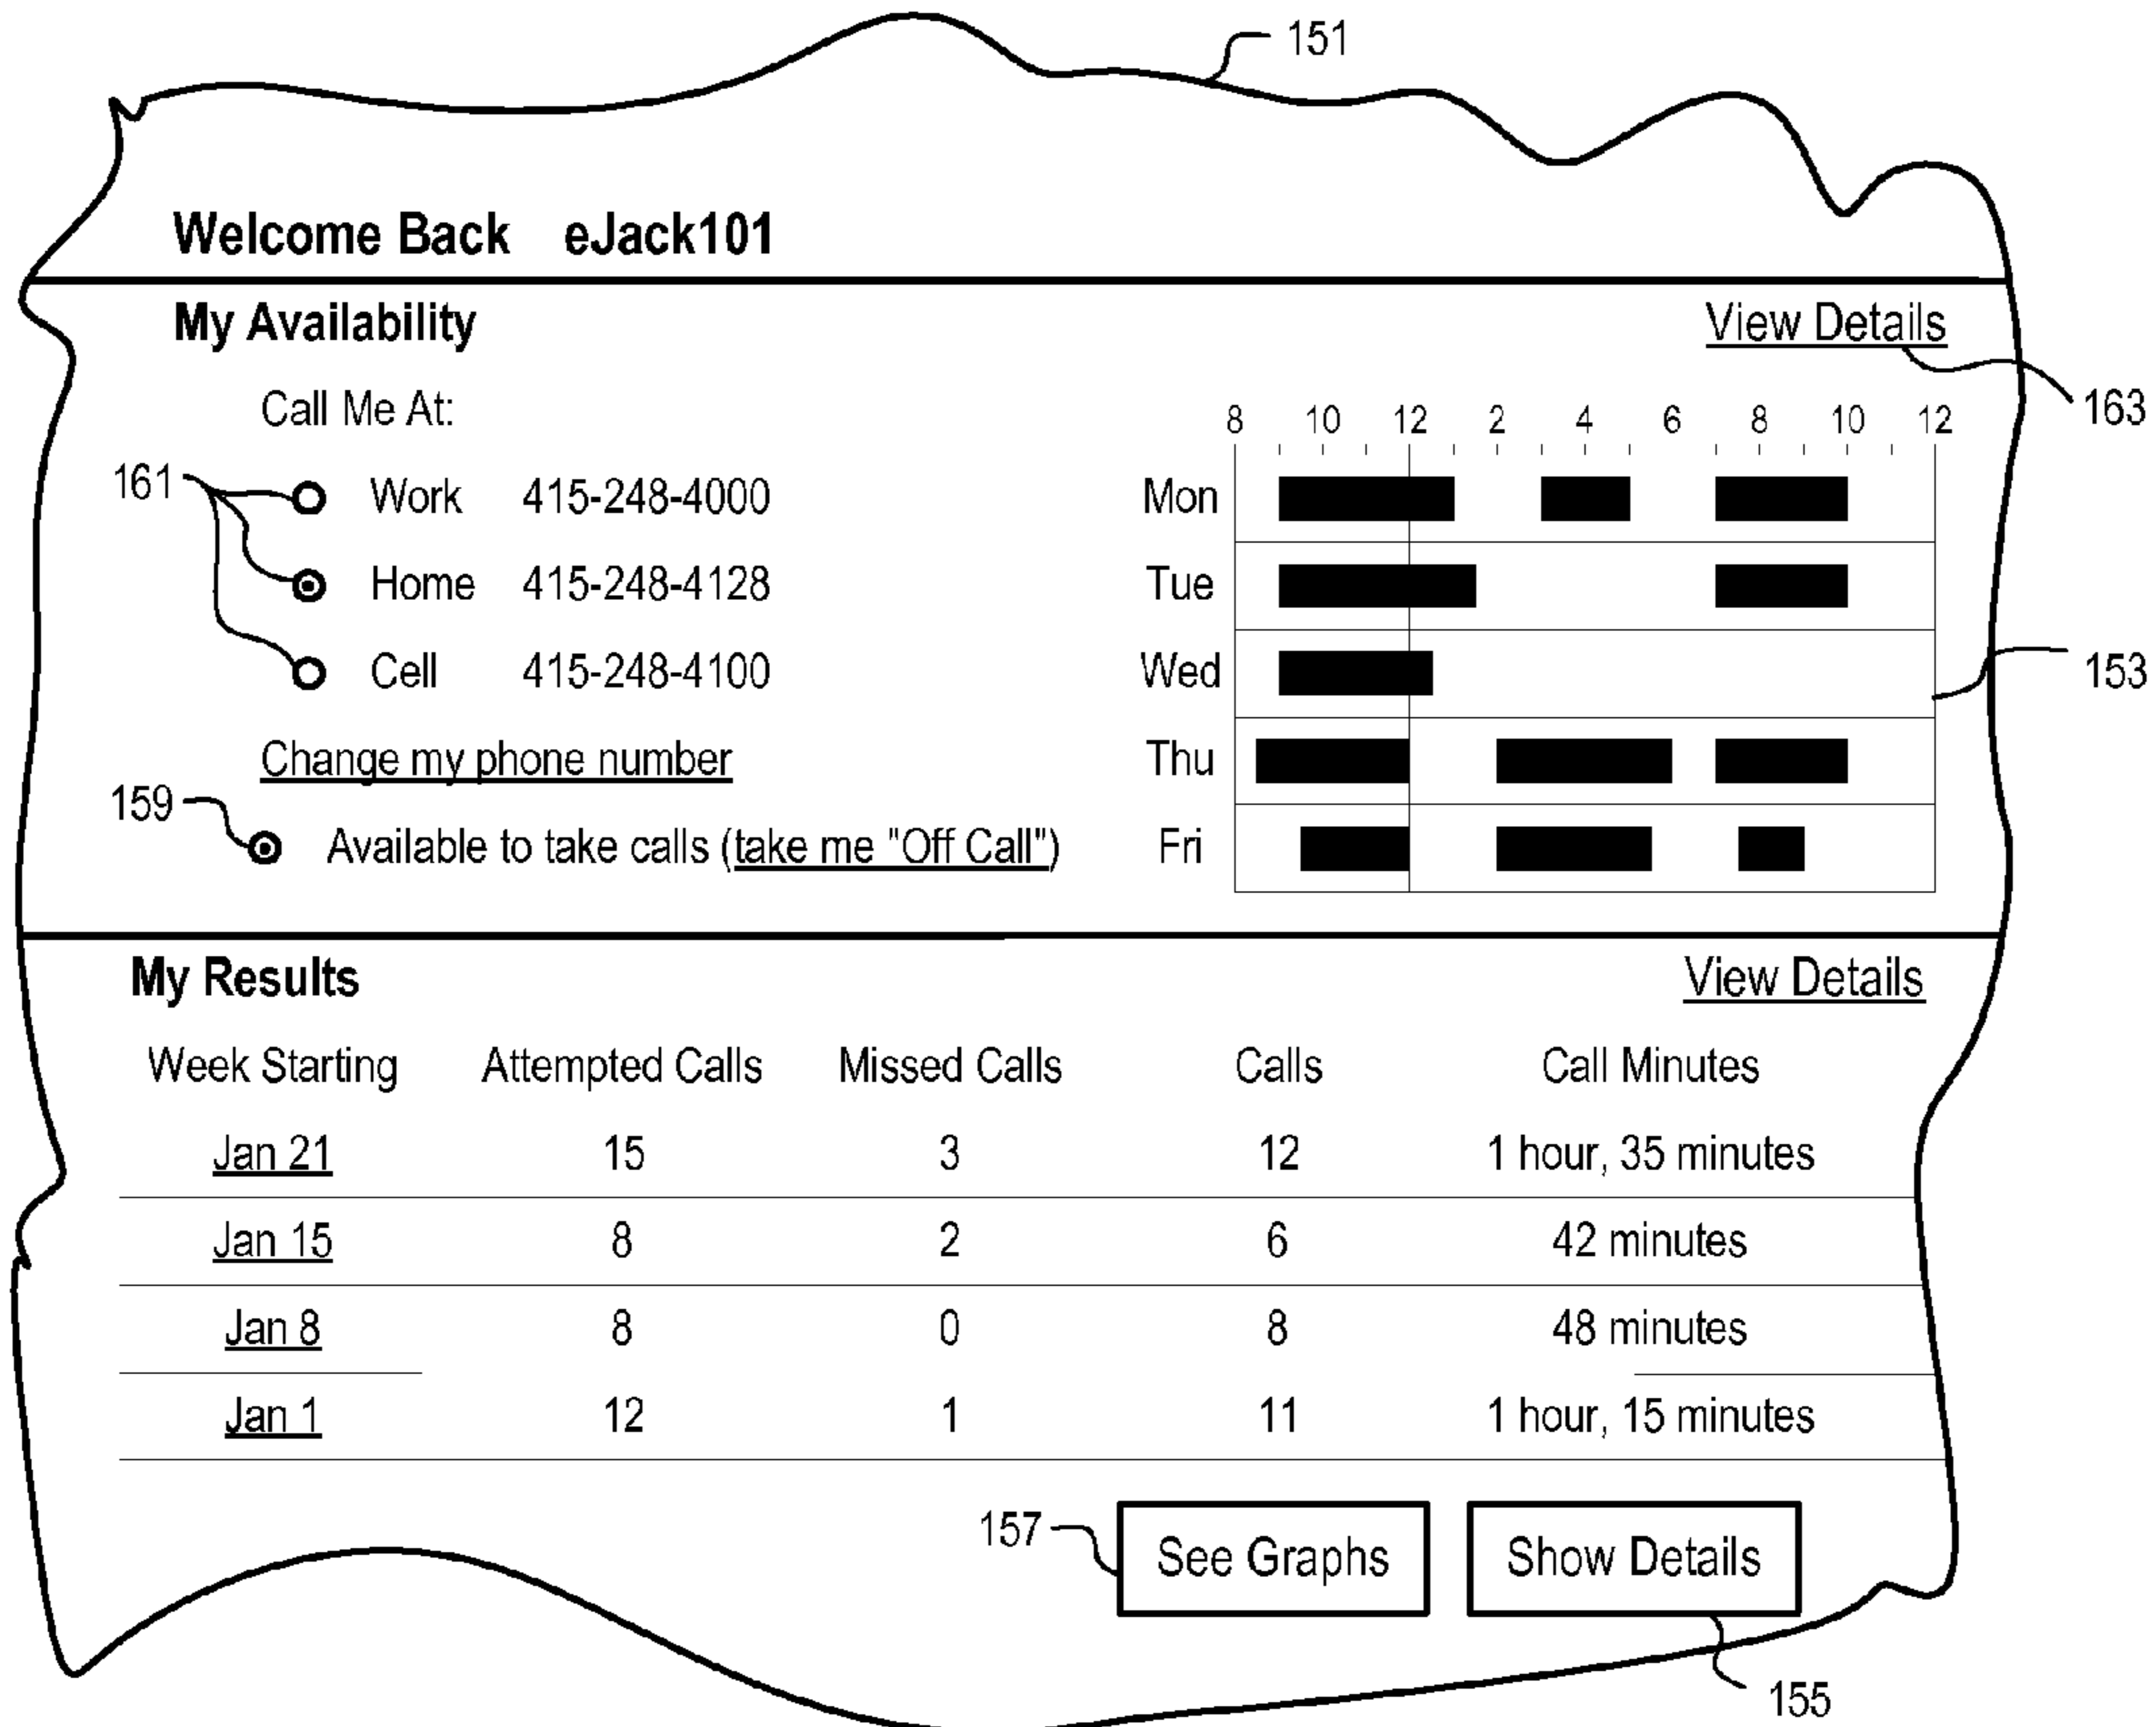 151
Welcome Back eJack101
My Availability View Details
163
Call Me At:
8 10 12 2 4 6 8 10 12
161 Work 415-248-4000 Mon
Home 415-248-4128 Tue
Cell 415-248-4100 Wed 153
Change my phone number Thu
159
Available to take calls (take me "Off Call") Fri
My Results View Details
Week Starting Attempted Calls Missed Calls Calls Call Minutes
Jan 21 15 3 12 1 hour, 35 minutes
Jan 15 8 2 6 42 minutes
Jan 8 8 0 8 48 minutes
Jan 1 12 1 11 1 hour, 15 minutes
157 See Graphs Show Details
155